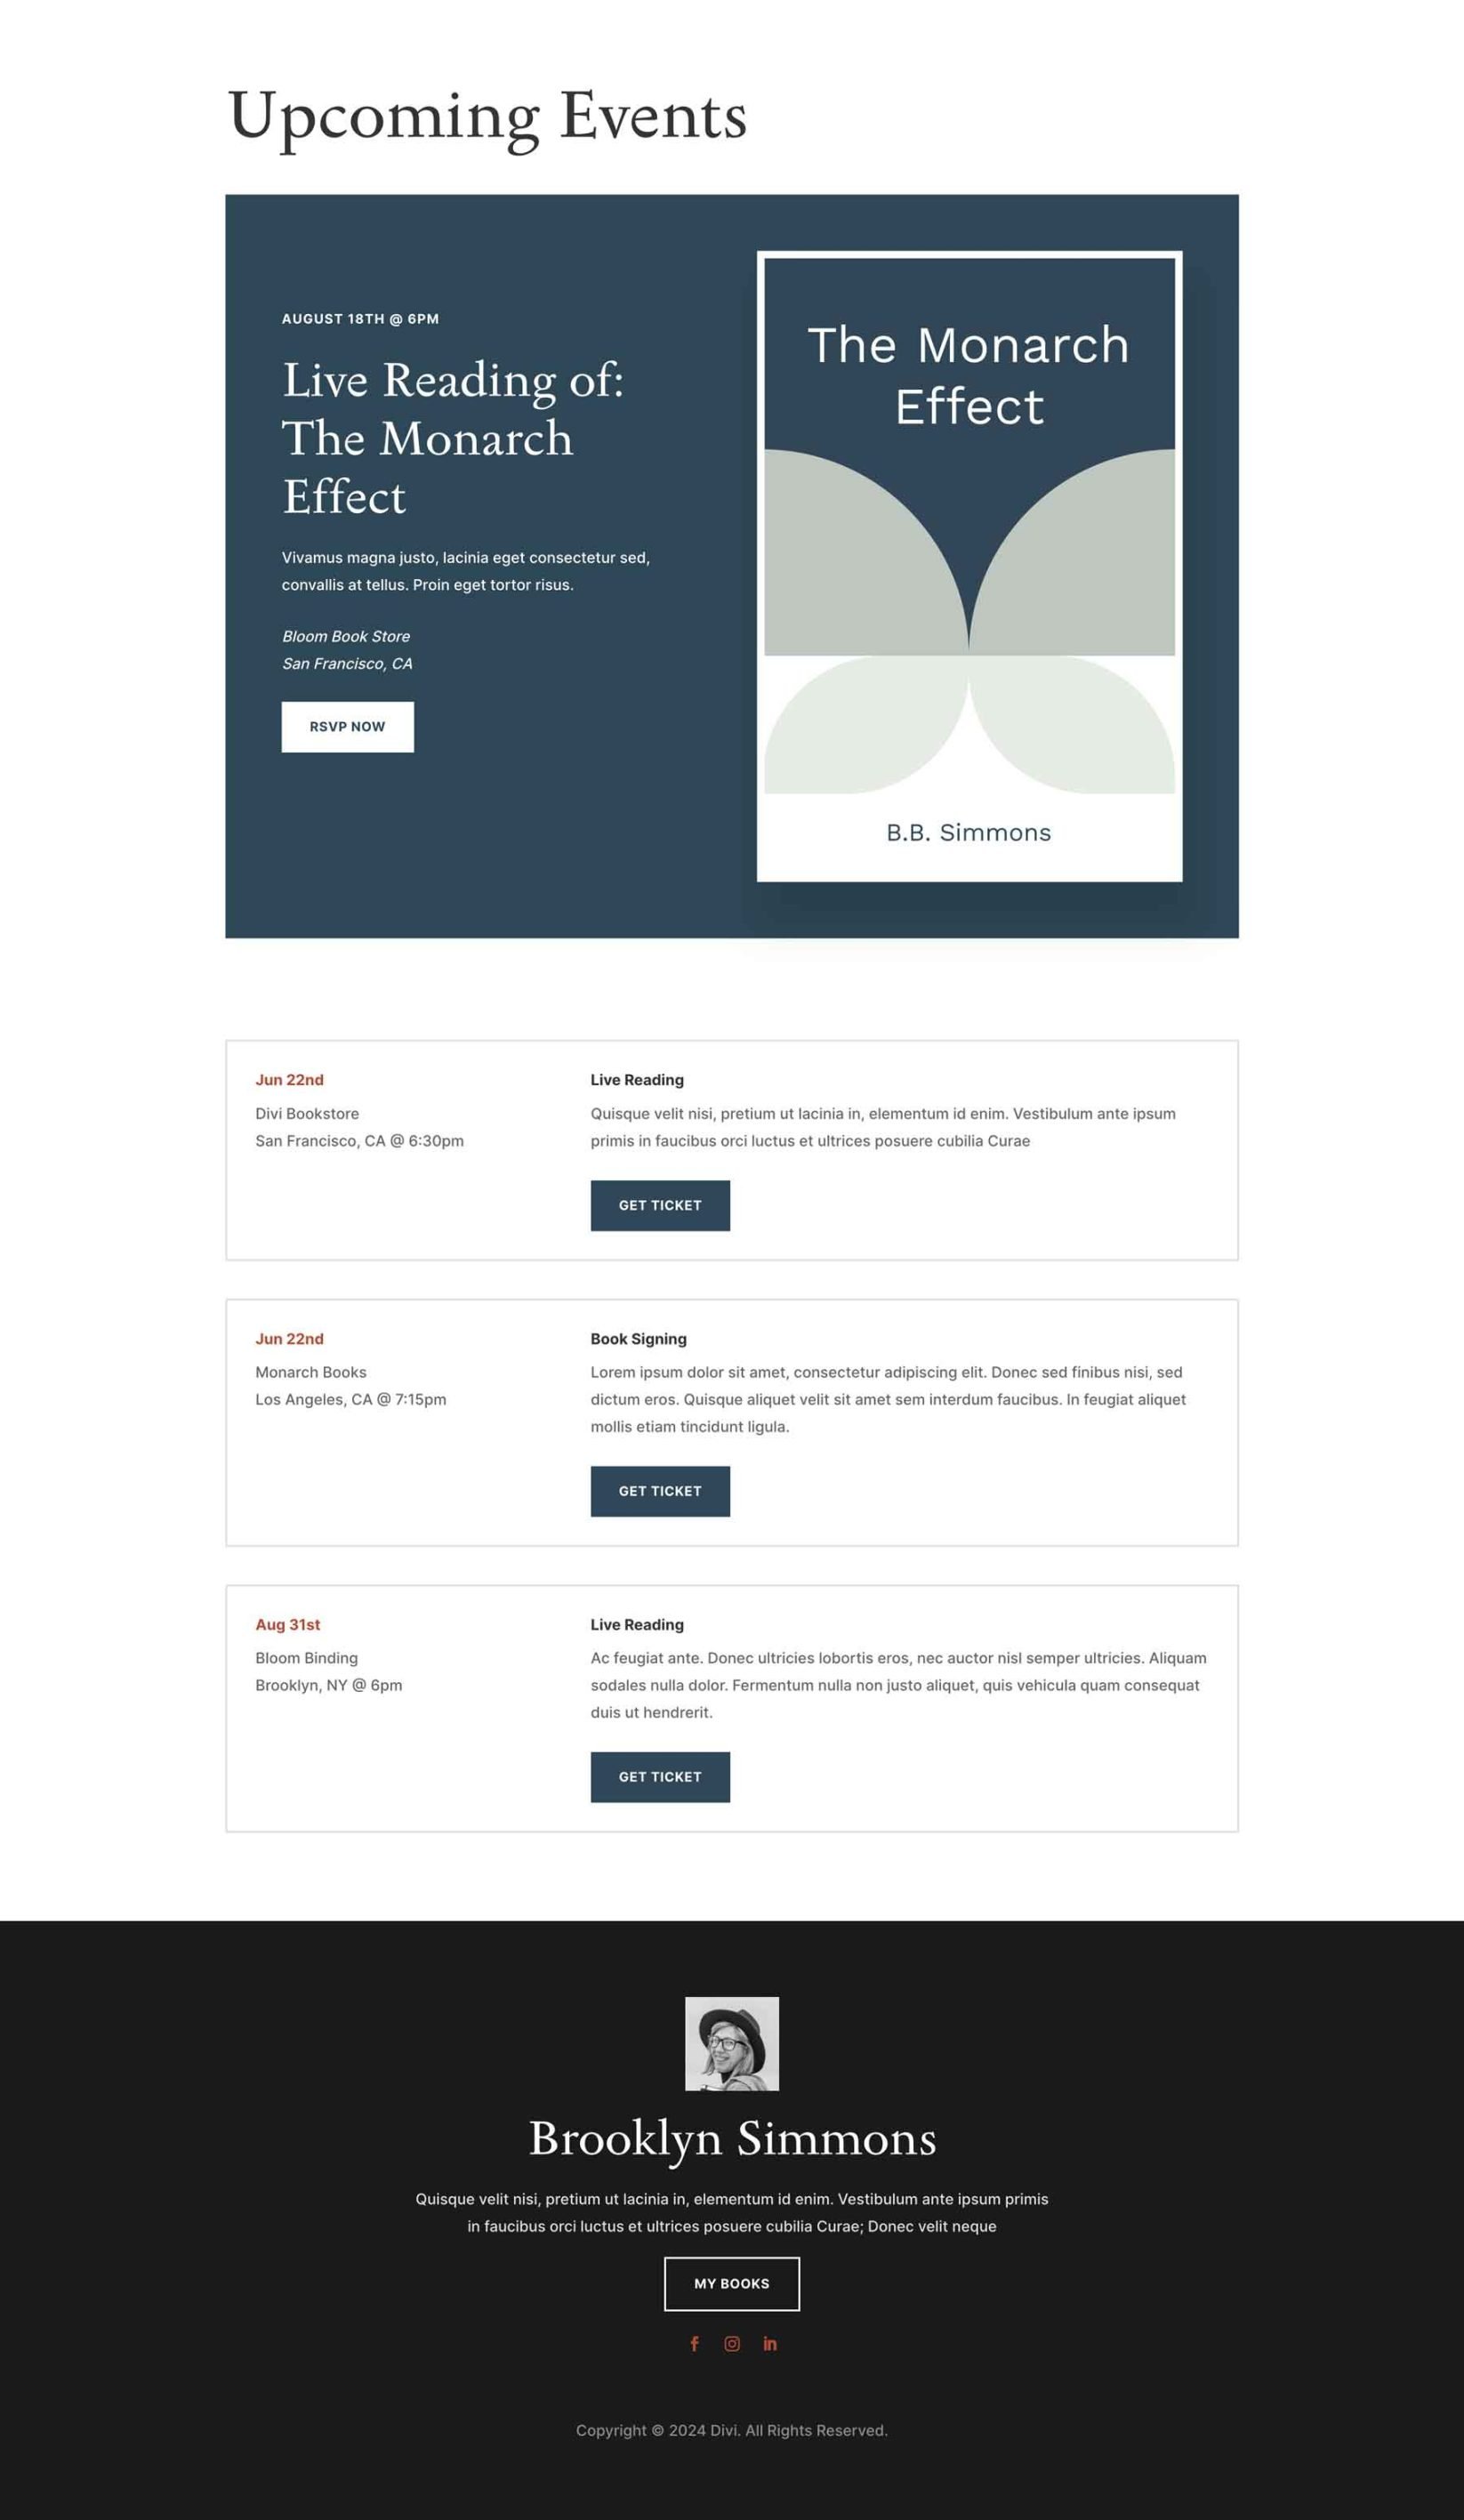 Upcoming Events
AUGUST 18TH @ 6PM
Live Reading of:
The Monarch
Effect
Vivamus magna justo, lacinia eget consectetur sed,
convallis at tellus. Proin eget tortor risus.
Bloom Book Store
San Francisco, CA
RSVP NOW
The Monarch
Effect
B.B. Simmons
Jun 22nd
Divi Bookstore
San Francisco, CA @ 6:30pm
Live Reading
Quisque velit nisi, pretium ut lacinia in, elementum id enim. Vestibulum ante ipsum
primis in faucibus orci luctus et ultrices posuere cubilia Curae
GET TICKET
Jun 22nd
Monarch Books
Los Angeles, CA @ 7:15pm
Book Signing
Lorem ipsum dolor sit amet, consectetur adipiscing elit. Donec sed finibus nisi, sed
dictum eros. Quisque aliquet velit sit amet sem interdum faucibus. In feugiat aliquet
mollis etiam tincidunt ligula.
GET TICKET
Aug 31st
Bloom Binding
Brooklyn, NY @ 6pm
Live Reading
Ac feugiat ante. Donec ultricies lobortis eros, nec auctor nisl semper ultricies. Aliquam
sodales nulla dolor. Fermentum nulla non justo aliquet, quis vehicula quam consequat
duis ut hendrerit.
GET TICKET
Brooklyn Simmons
Quisque velit nisi, pretium ut lacinia in, elementum id enim. Vestibulum ante ipsum primis
in faucibus orci luctus et ultrices posuere cubilia Curae; Donec velit neque
MY BOOKS
Copyright © 2024 Divi. All Rights Reserved.